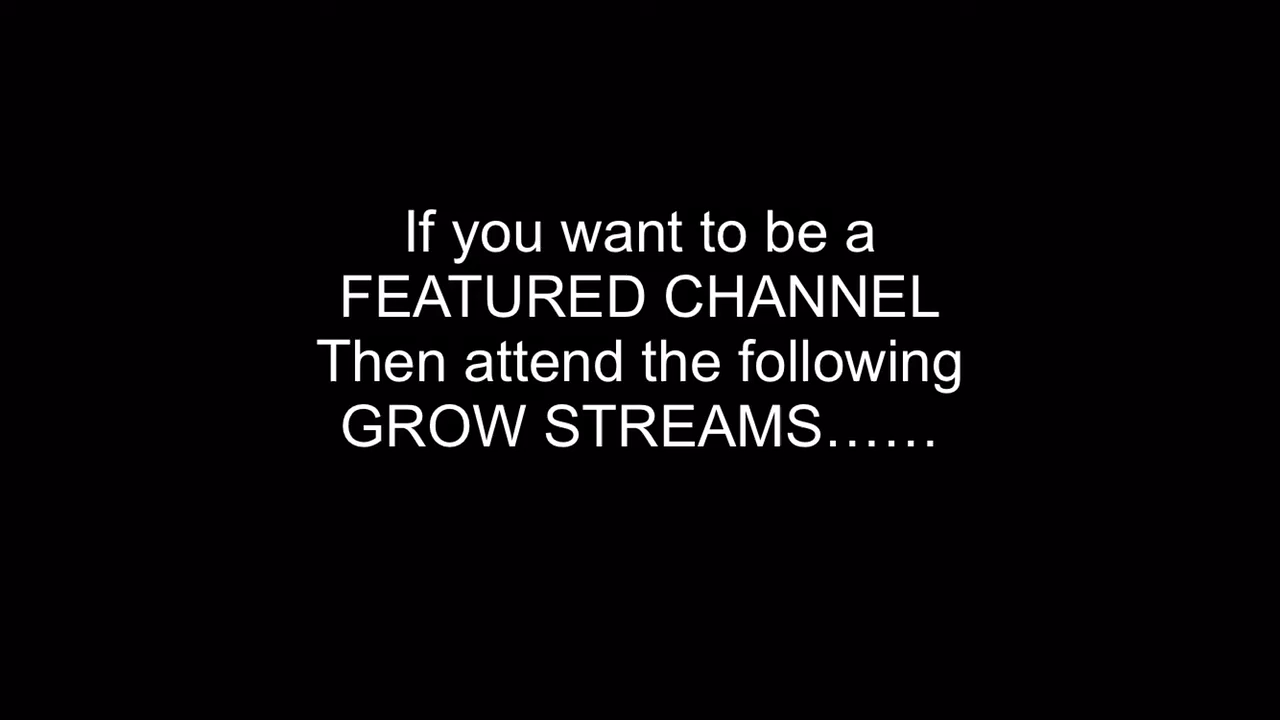 If you want to be a
FEATURED CHANNEL
Then attend the following
GROW STREAMS……